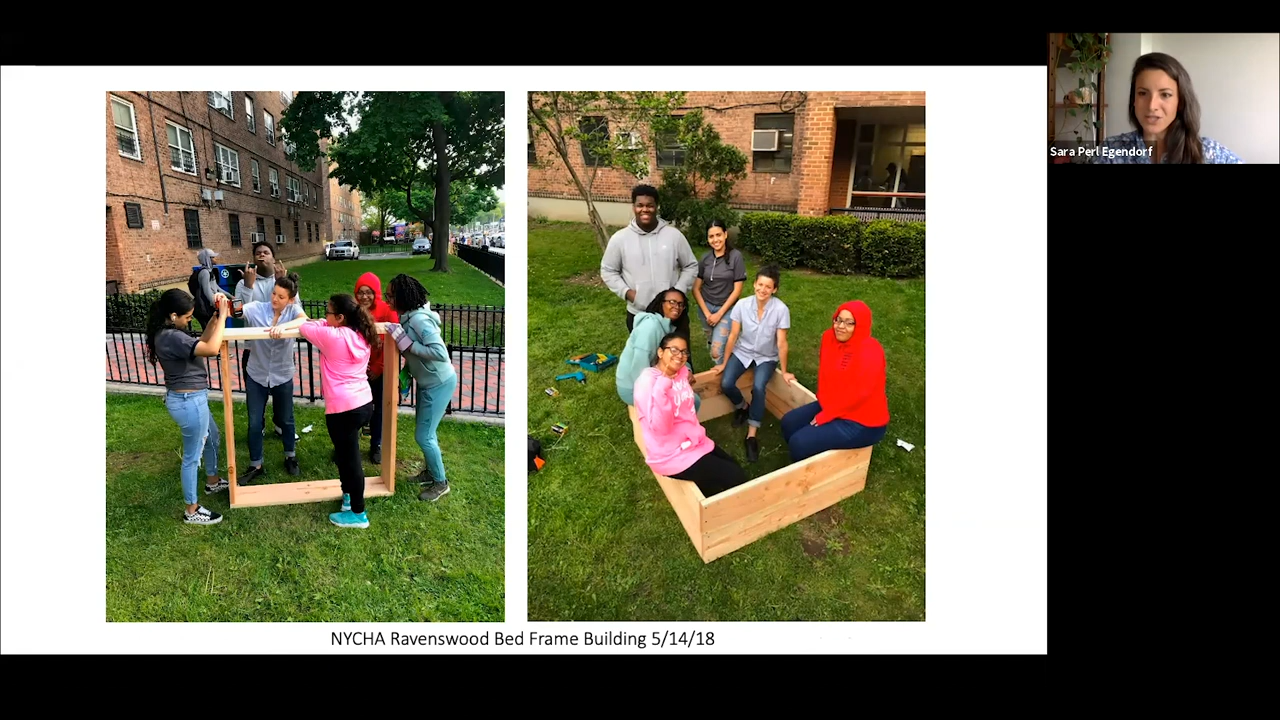 Sara Perl Egendorf
NYCHA Ravenswood Bed Frame Building 5/14/18